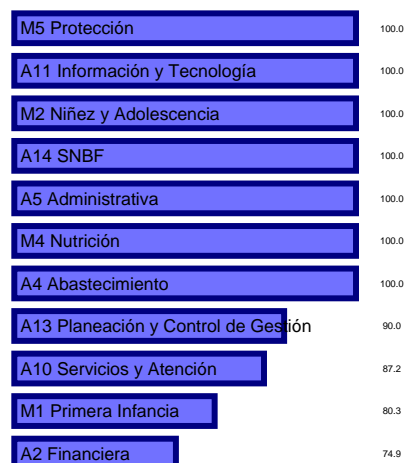 M5 Protección 100.0
A11 Información y Tecnología 100.0
M2 Niñez y Adolescencia 100.0
A14 SNBF 100.0
A5 Administrativa 100.0
M4 Nutrición 100.0
A4 Abastecimiento 100.0
A13 Planeación y Control de Gestión 90.0
A10 Servicios y Atención 87.2
M1 Primera Infancia 80.3
A2 Financiera 74.9